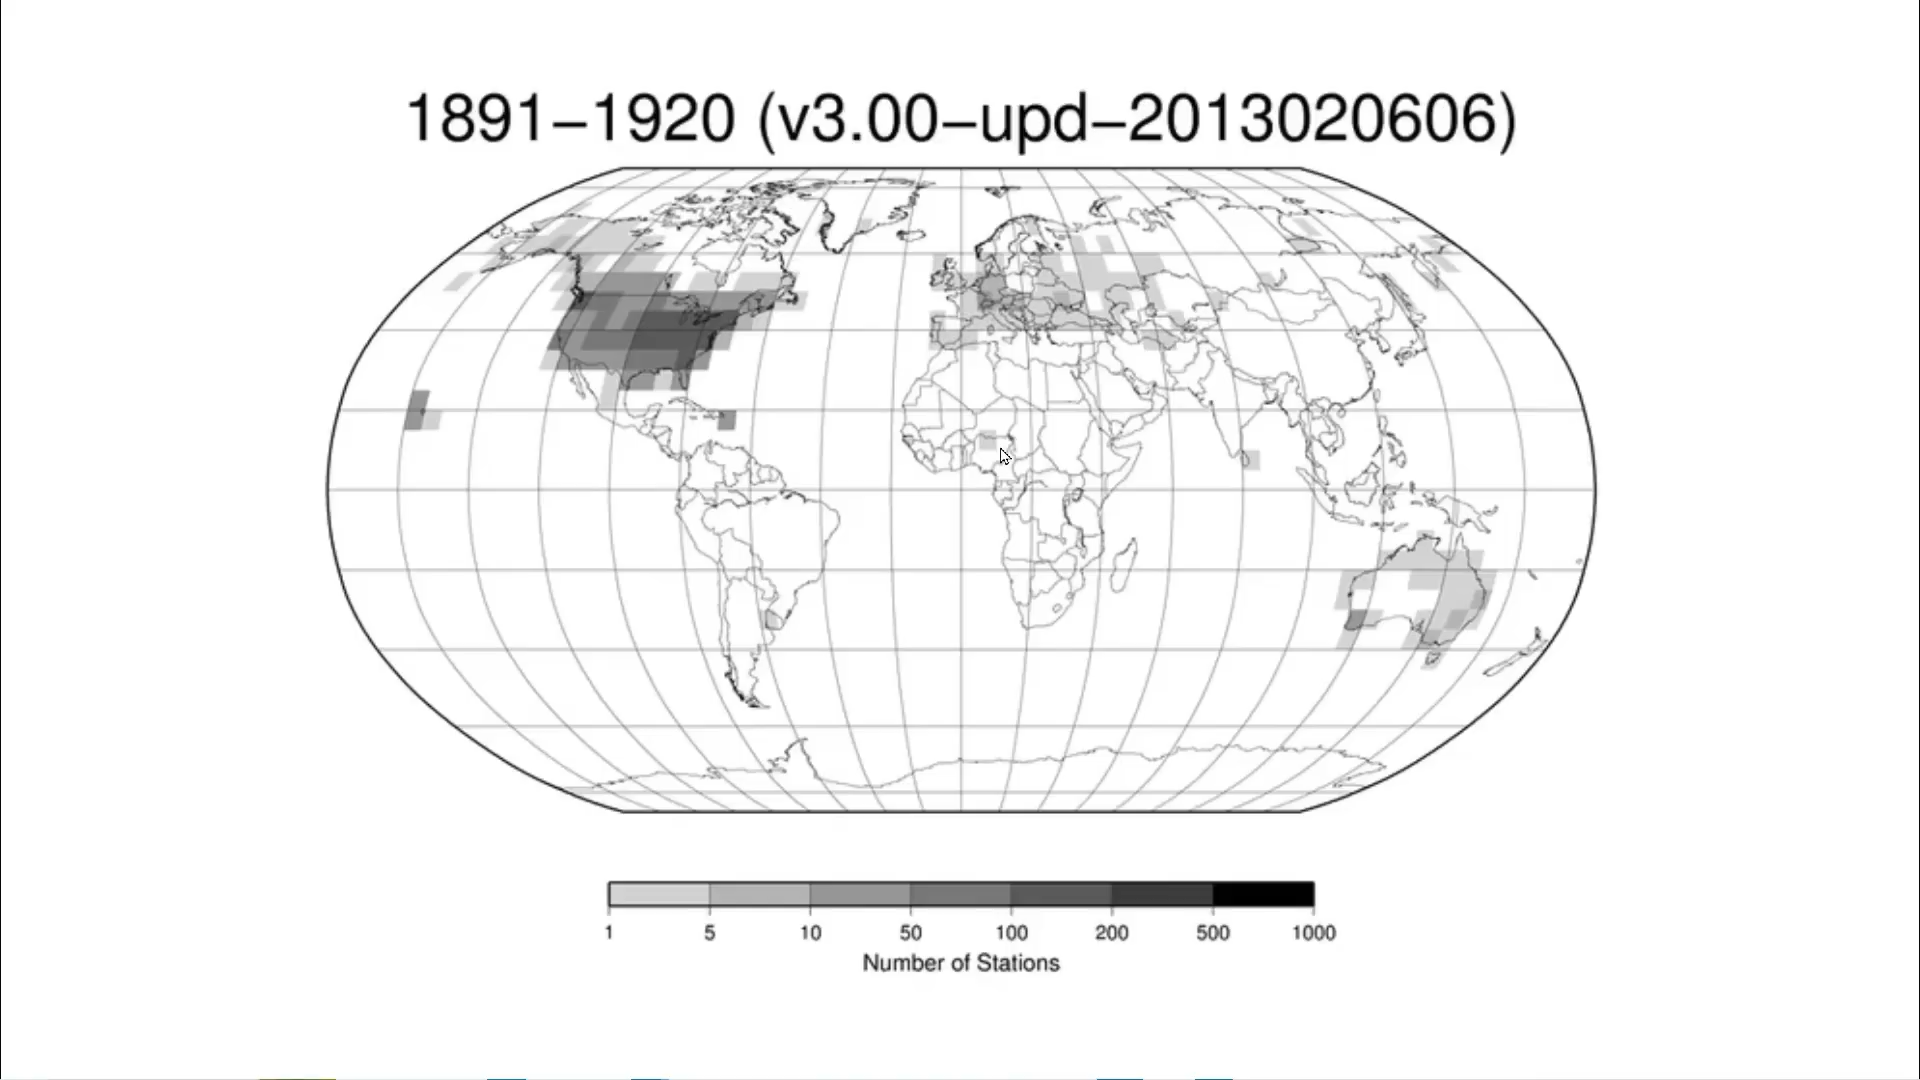 1891−1920 (v3.00−upd−2013020606)
1 5 10 50 100 200 500 1000
Number of Stations